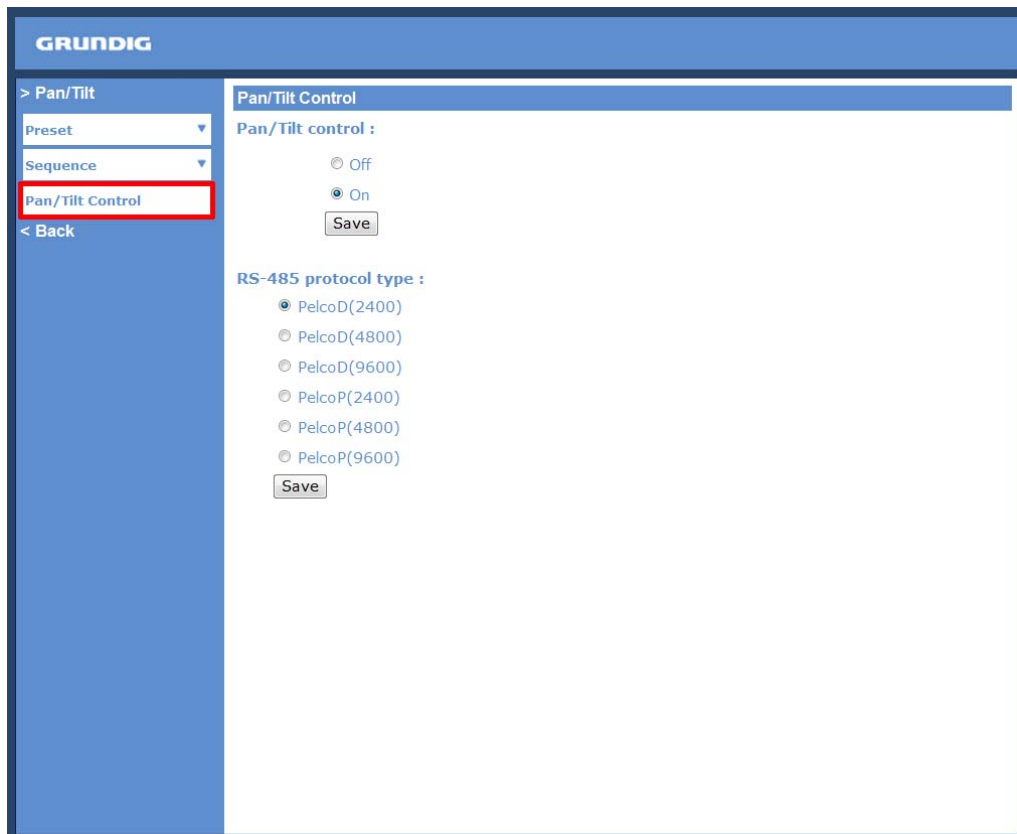 GRUNDIG
> Pan/Tilt
Preset
Sequence
Pan/Tilt Control
< Back
Pan/Tilt Control
Pan/Tilt control :
Off
On
Save
RS-485 protocol type :
PelcoD(2400)
PelcoD(4800)
PelcoD(9600)
PelcoP(2400)
PelcoP(4800)
PelcoP(9600)
Save